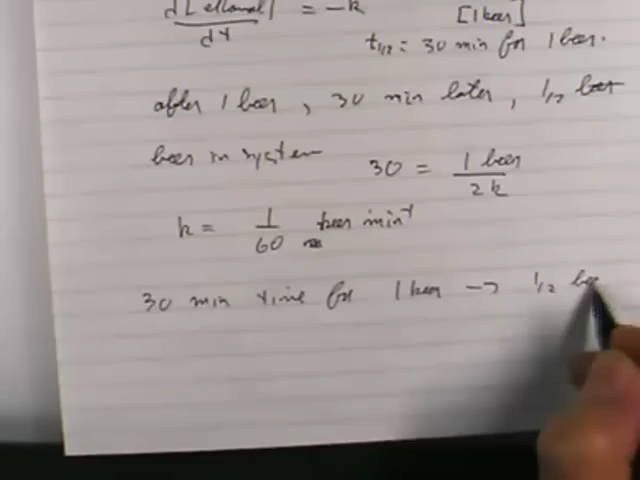 d[ethanol] / dt = -k [1 beer]
t1/2 = 30 min for 1 beer.
after 1 beer, 30 min later, 1/2 beer
beer in system 30 = 1 beer / 2k
k = 1/60 beer min-1
30 min time for 1 beer → 1/2 bee